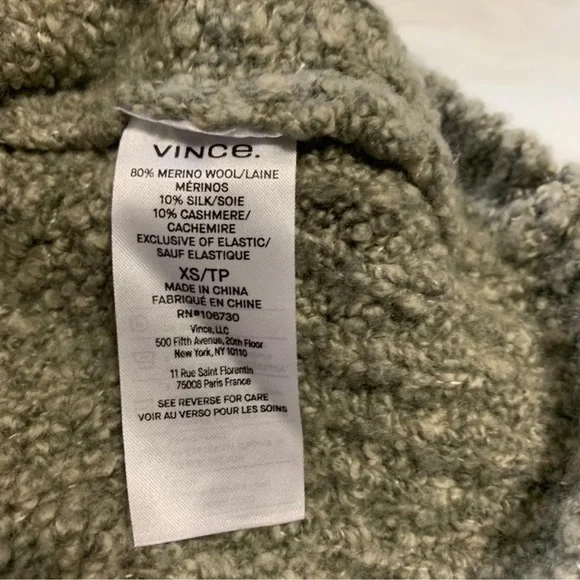 VINCE.
80% MERINO WOOL/LAINE
MÉRINOS
10% SILK/SOIE
10% CASHMERE/
CACHEMIRE
EXCLUSIVE OF ELASTIC/
SAUF ELASTIQUE
XS/TP
MADE IN CHINA
FABRIQUÉ EN CHINE
RN#106730
Vince, LLC
500 Fifth Avenue, 20th Floor
New York, NY 10110
11 Rue Saint Florentin
75008 Paris France
SEE REVERSE FOR CARE
VOIR AU VERSO POUR LES SOINS